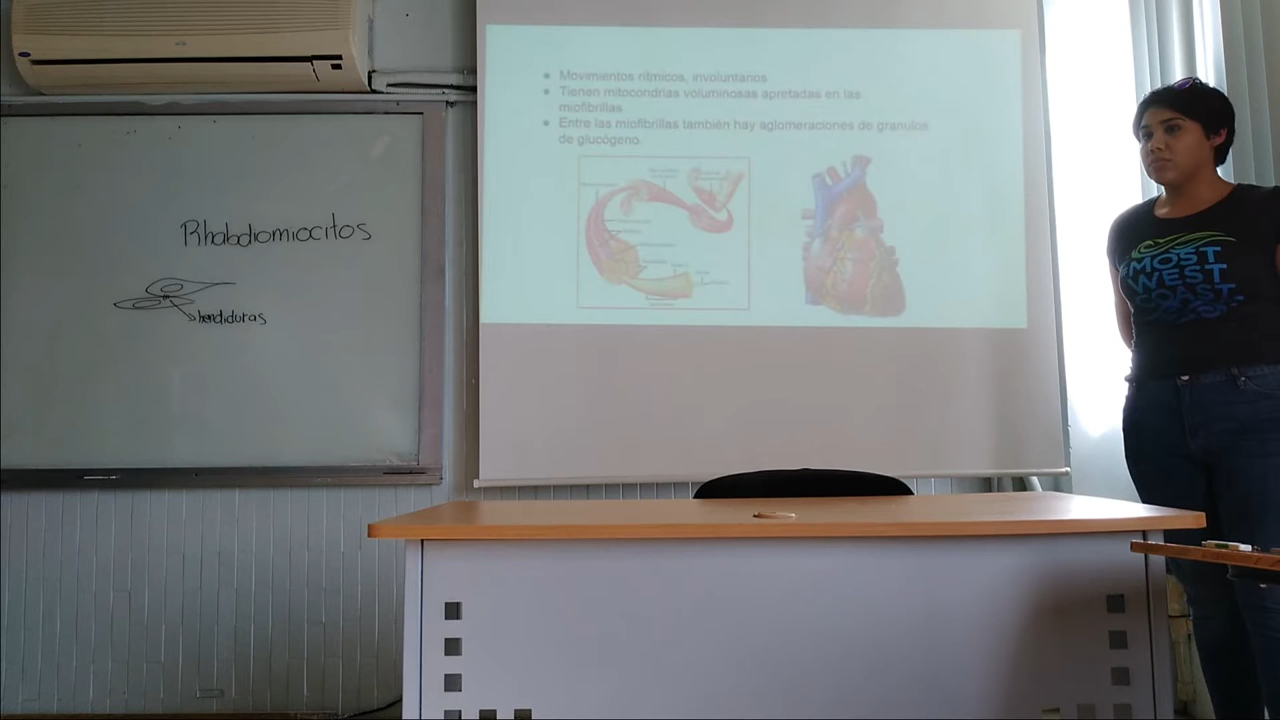 Rhabdiomiocitos
hendiduras
Movimientos rítmicos, involuntarios
Tienen mitocondrias voluminosas apretadas en las
miofibrillas
Entre las miofibrillas también hay aglomeraciones de granulos
de glucógeno.
MOST
WEST
COAST